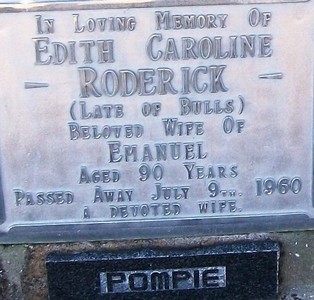 In Loving Memory Of
Edith Caroline
- Roderick -
(Late of Bulls)
Beloved Wife Of
Emanuel
Aged 90 Years
Passed Away July 9th. 1960
A Devoted Wife.
POMPIE